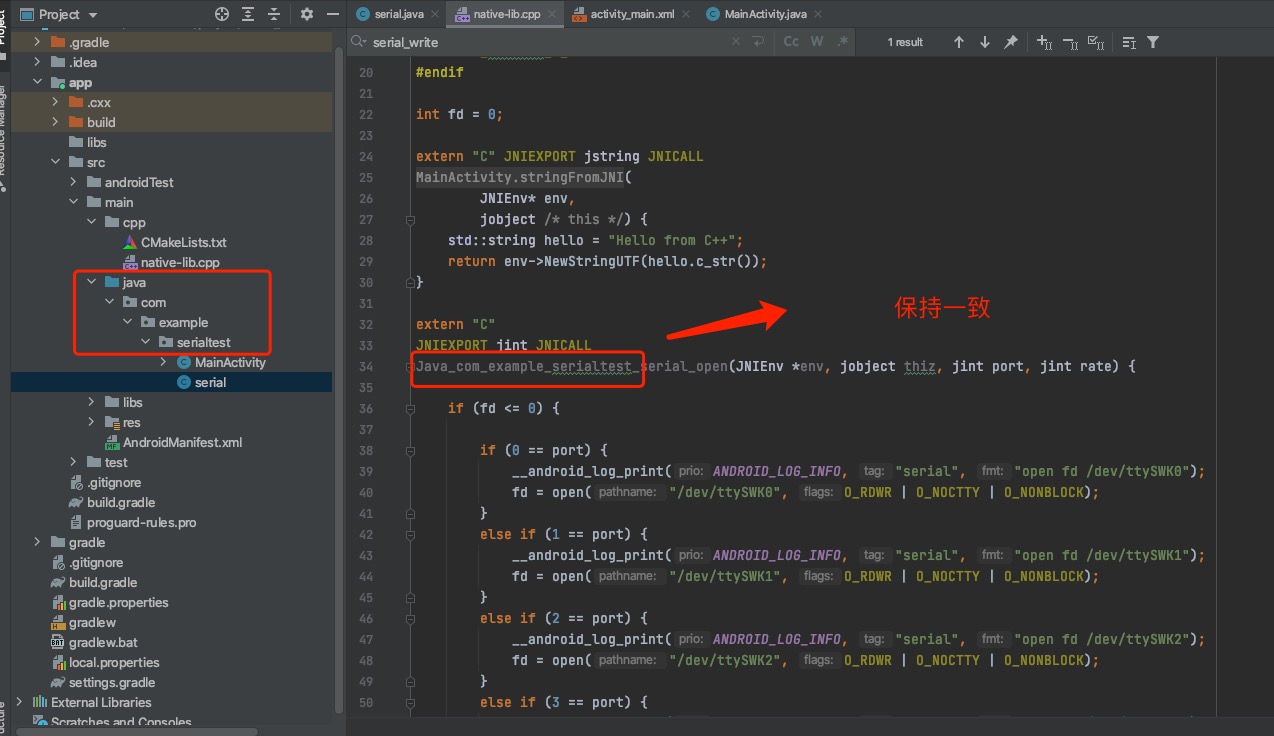 Project
serial.java
native-lib.cpp
activity_main.xml
MainActivity.java
serial_write
Cc W .*
1 result
Project
.gradle
.idea
app
.cxx
build
libs
src
androidTest
main
cpp
CMakeLists.txt
native-lib.cpp
java
com
example
serialtest
MainActivity
serial
libs
res
AndroidManifest.xml
test
.gitignore
build.gradle
proguard-rules.pro
gradle
.gitignore
build.gradle
gradle.properties
gradlew
gradlew.bat
local.properties
settings.gradle
External Libraries
Scratches and Consoles
Resource Manager
20 #endif
21
22 int fd = 0;
23
24 extern "C" JNIEXPORT jstring JNICALL
25 MainActivity.stringFromJNI(
26 JNIEnv* env,
27 jobject /* this */) {
28 std::string hello = "Hello from C++";
29 return env->NewStringUTF(hello.c_str());
30 }
31
保持一致
32 extern "C"
33 JNIEXPORT jint JNICALL
34 Java_com_example_serialtest_serial_open(JNIEnv *env, jobject thiz, jint port, jint rate) {
35
36 if (fd <= 0) {
37
38 if (0 == port) {
39 __android_log_print( prio: ANDROID_LOG_INFO, tag: "serial", fmt: "open fd /dev/ttySWK0");
40 fd = open( pathname: "/dev/ttySWK0", flags: O_RDWR | O_NOCTTY | O_NONBLOCK);
41 }
42 else if (1 == port) {
43 __android_log_print( prio: ANDROID_LOG_INFO, tag: "serial", fmt: "open fd /dev/ttySWK1");
44 fd = open( pathname: "/dev/ttySWK1", flags: O_RDWR | O_NOCTTY | O_NONBLOCK);
45 }
46 else if (2 == port) {
47 __android_log_print( prio: ANDROID_LOG_INFO, tag: "serial", fmt: "open fd /dev/ttySWK2");
48 fd = open( pathname: "/dev/ttySWK2", flags: O_RDWR | O_NOCTTY | O_NONBLOCK);
49 }
50 else if (3 == port) {